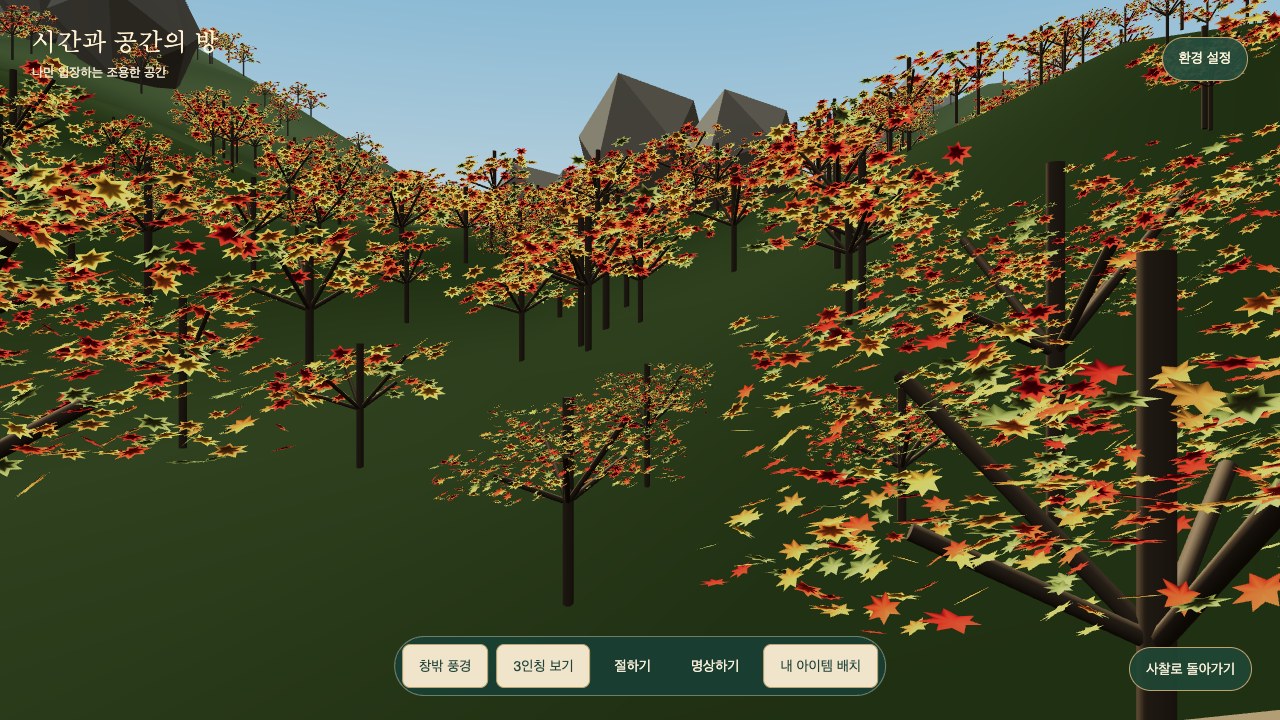 시간과 공간의 방
나만 입장하는 조용한 공간
환경 설정
창밖 풍경
3인칭 보기
절하기
명상하기
내 아이템 배치
사찰로 돌아가기